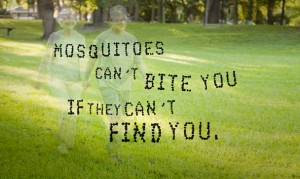 MOSQUITOES
CAN'T BITE YOU
IF THEY CAN'T
FIND YOU.